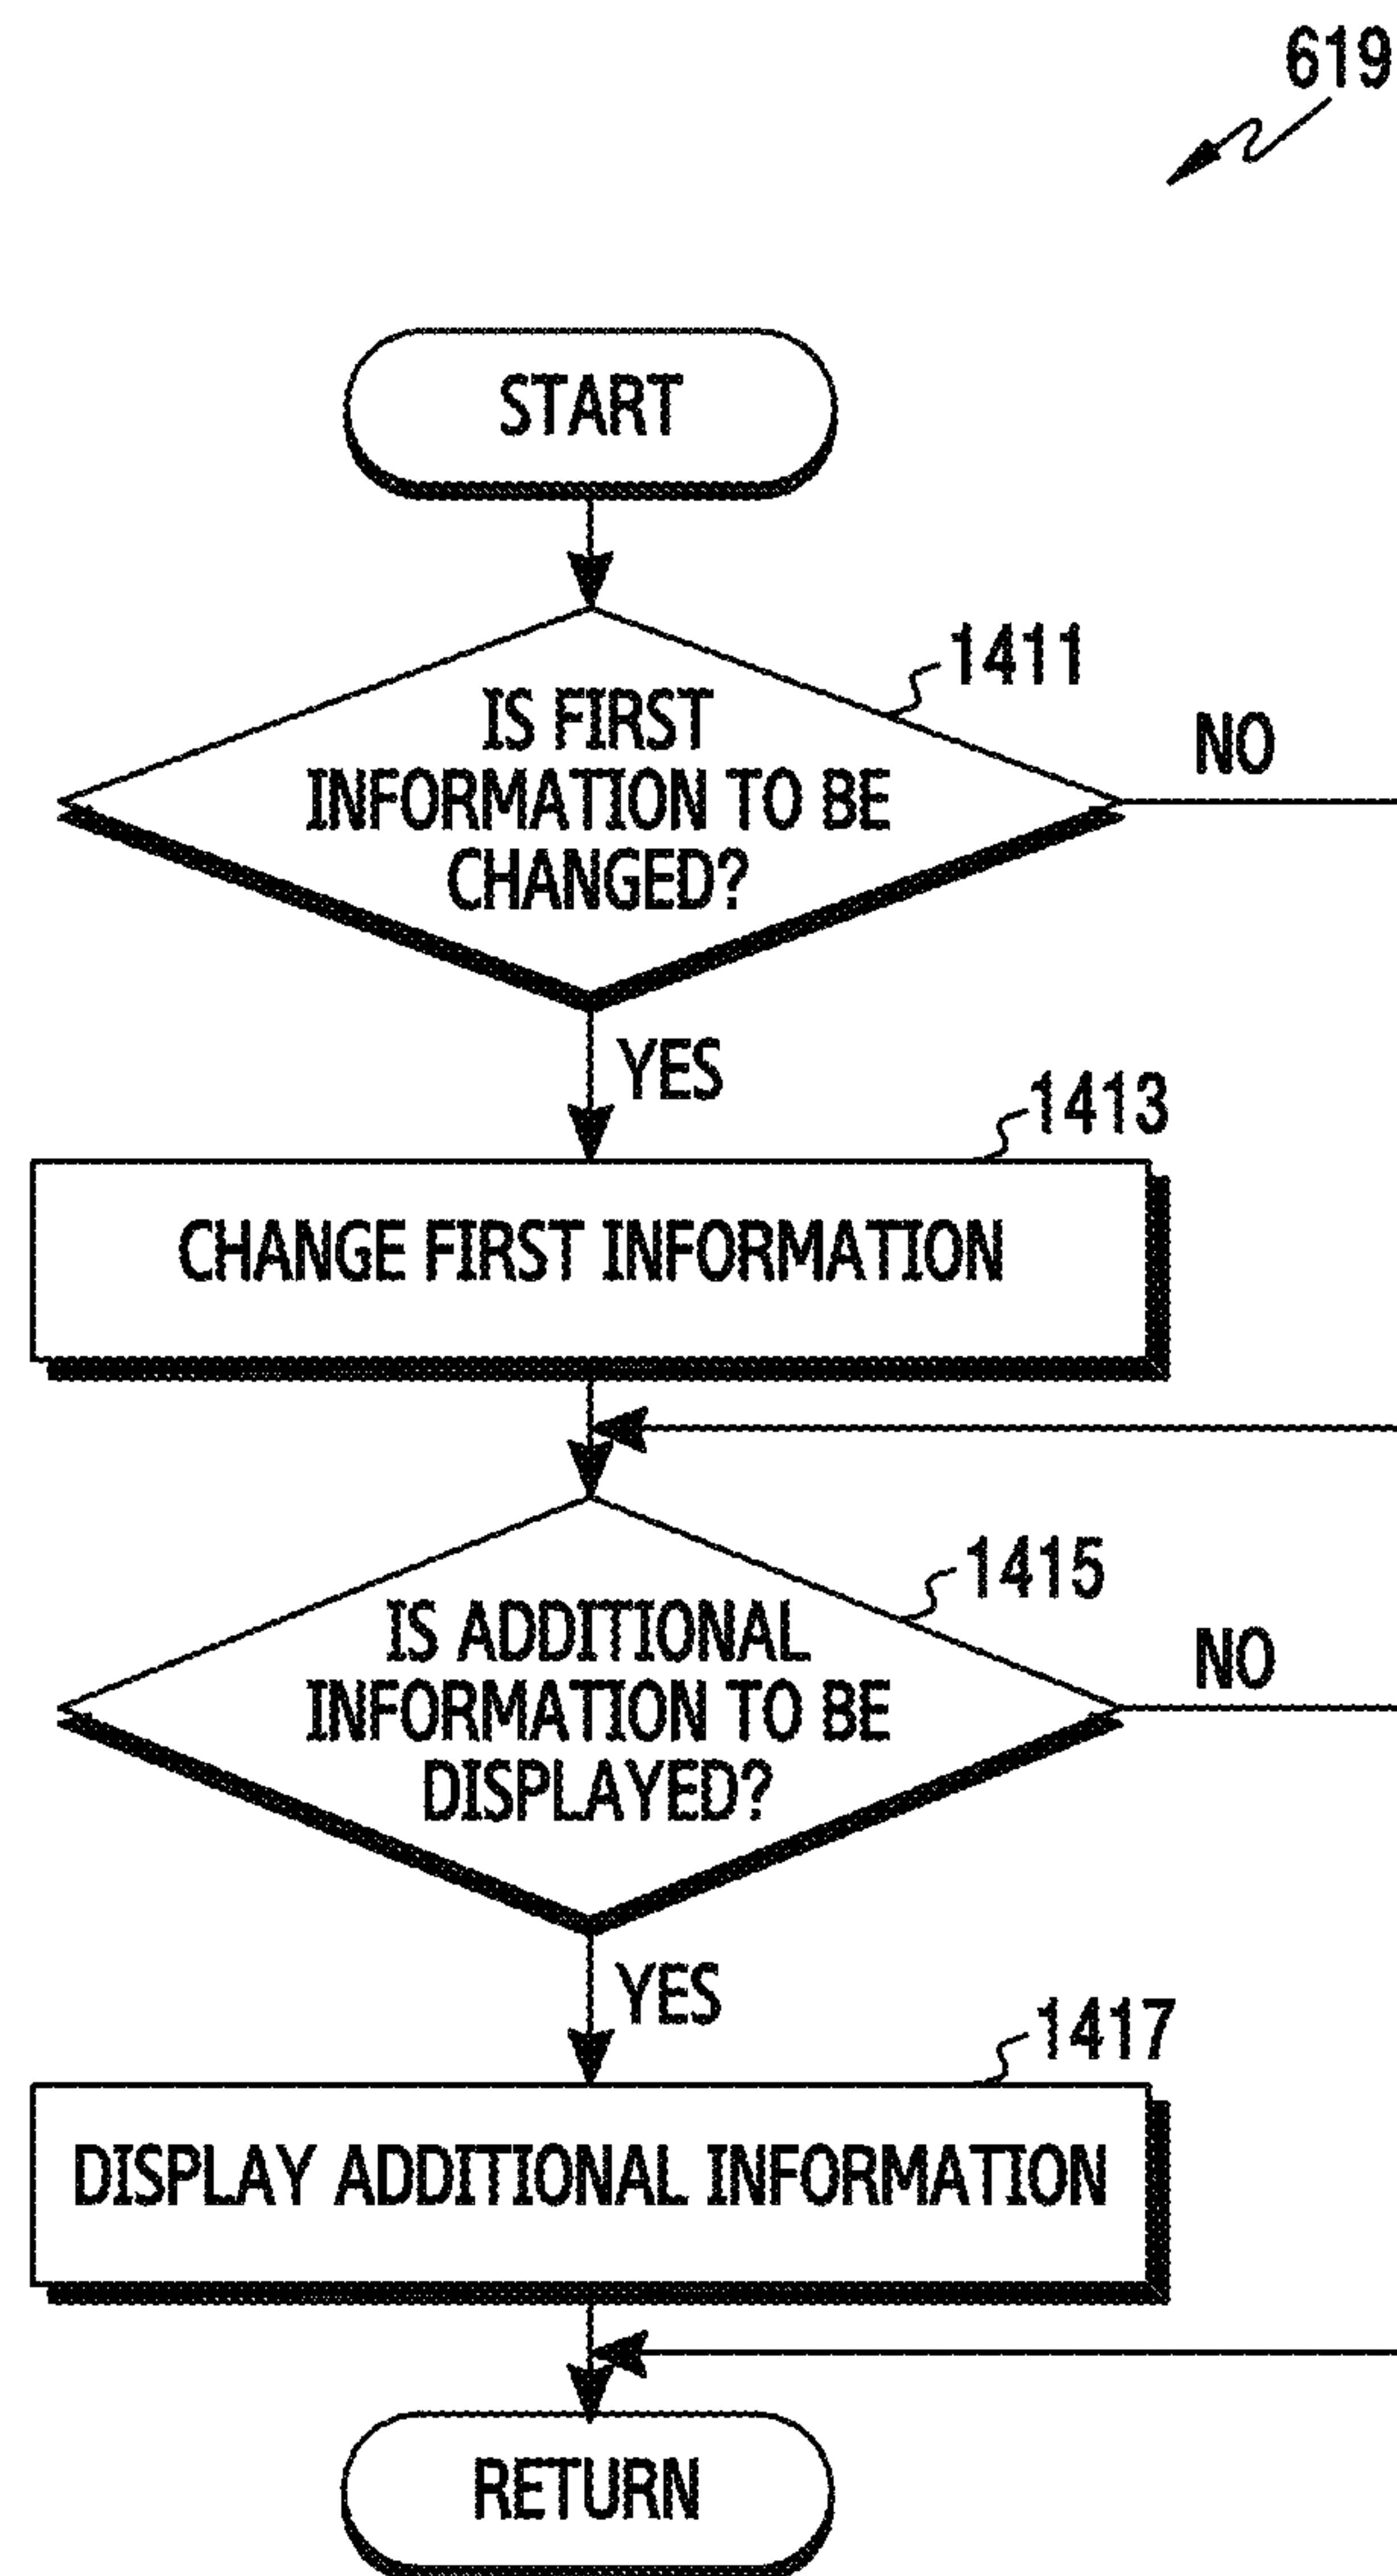 619
START
1411
IS FIRST
INFORMATION TO BE
CHANGED?
NO
YES
1413
CHANGE FIRST INFORMATION
1415
IS ADDITIONAL
INFORMATION TO BE
DISPLAYED?
NO
YES
1417
DISPLAY ADDITIONAL INFORMATION
RETURN